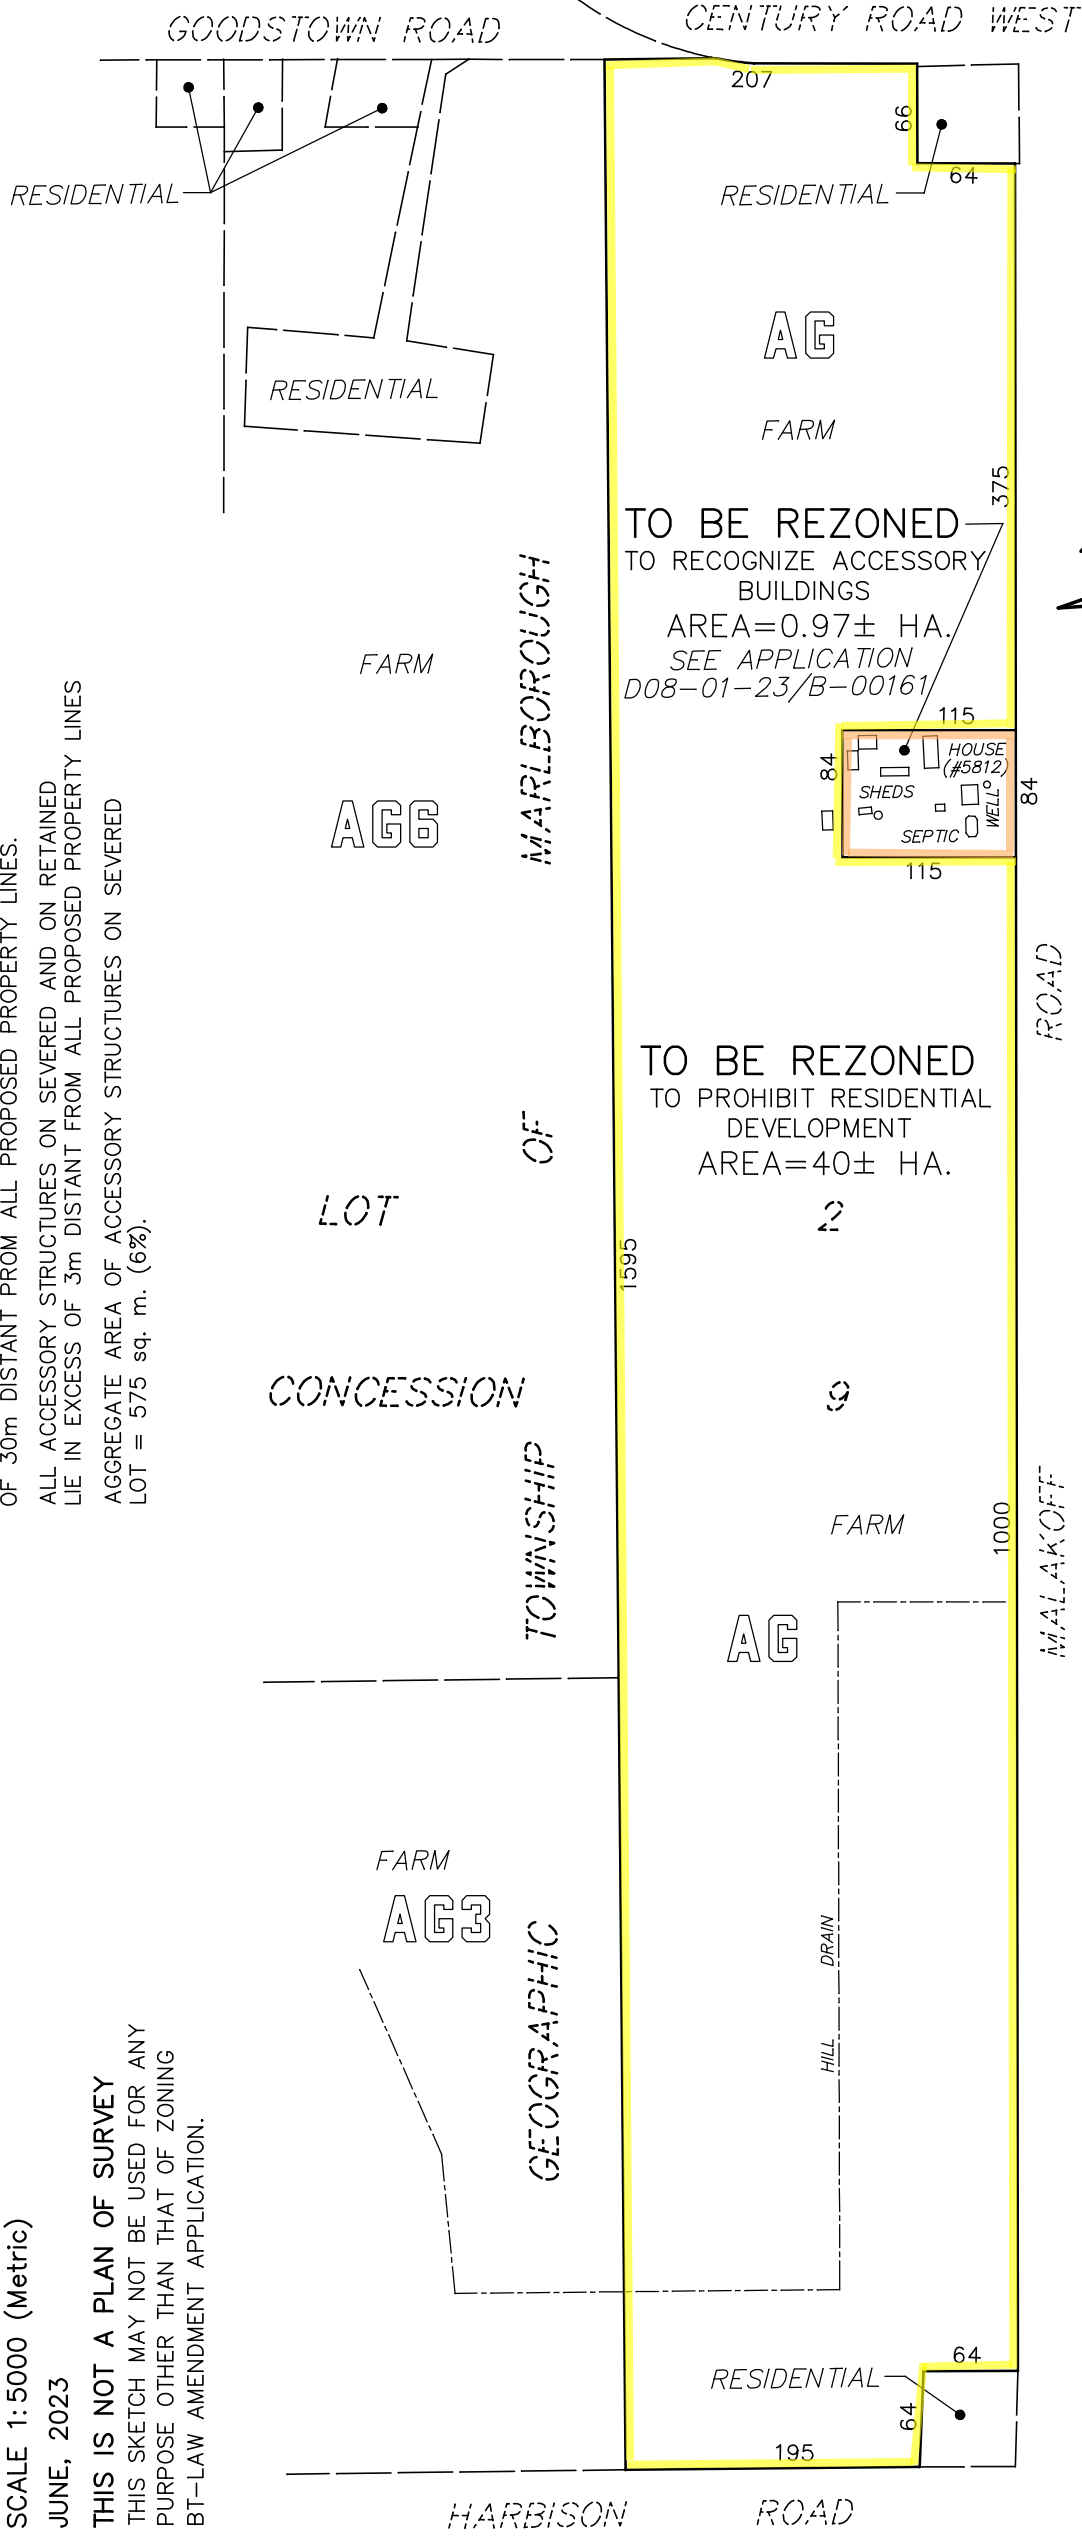 GOODSTOWN ROAD
CENTURY ROAD WEST
207
66
64
RESIDENTIAL
RESIDENTIAL
RESIDENTIAL
AG
FARM
375
TO BE REZONED
TO RECOGNIZE ACCESSORY
BUILDINGS
AREA=0.97± HA.
SEE APPLICATION
D08-01-23/B-00161
FARM
AG6
115
84
HOUSE
(#5812)
SHEDS
WELL
SEPTIC
84
115
TO BE REZONED
TO PROHIBIT RESIDENTIAL
DEVELOPMENT
AREA=40± HA.
LOT 2
1595
CONCESSION 9
FARM
1000
AG
MALAKOFF ROAD
GEOGRAPHIC TOWNSHIP OF MARLBOROUGH
FARM
AG3
HILL DRAIN
64
RESIDENTIAL
64
195
HARBISON ROAD
OF 30m DISTANT PROM ALL PROPOSED PROPERTY LINES.
ALL ACCESSORY STRUCTURES ON SEVERED AND ON RETAINED
LIE IN EXCESS OF 3m DISTANT FROM ALL PROPOSED PROPERTY LINES
AGGREGATE AREA OF ACCESSORY STRUCTURES ON SEVERED
LOT = 575 sq. m. (6%).
SCALE 1:5000 (Metric)
JUNE, 2023
THIS IS NOT A PLAN OF SURVEY
THIS SKETCH MAY NOT BE USED FOR ANY
PURPOSE OTHER THAN THAT OF ZONING
BT-LAW AMENDMENT APPLICATION.